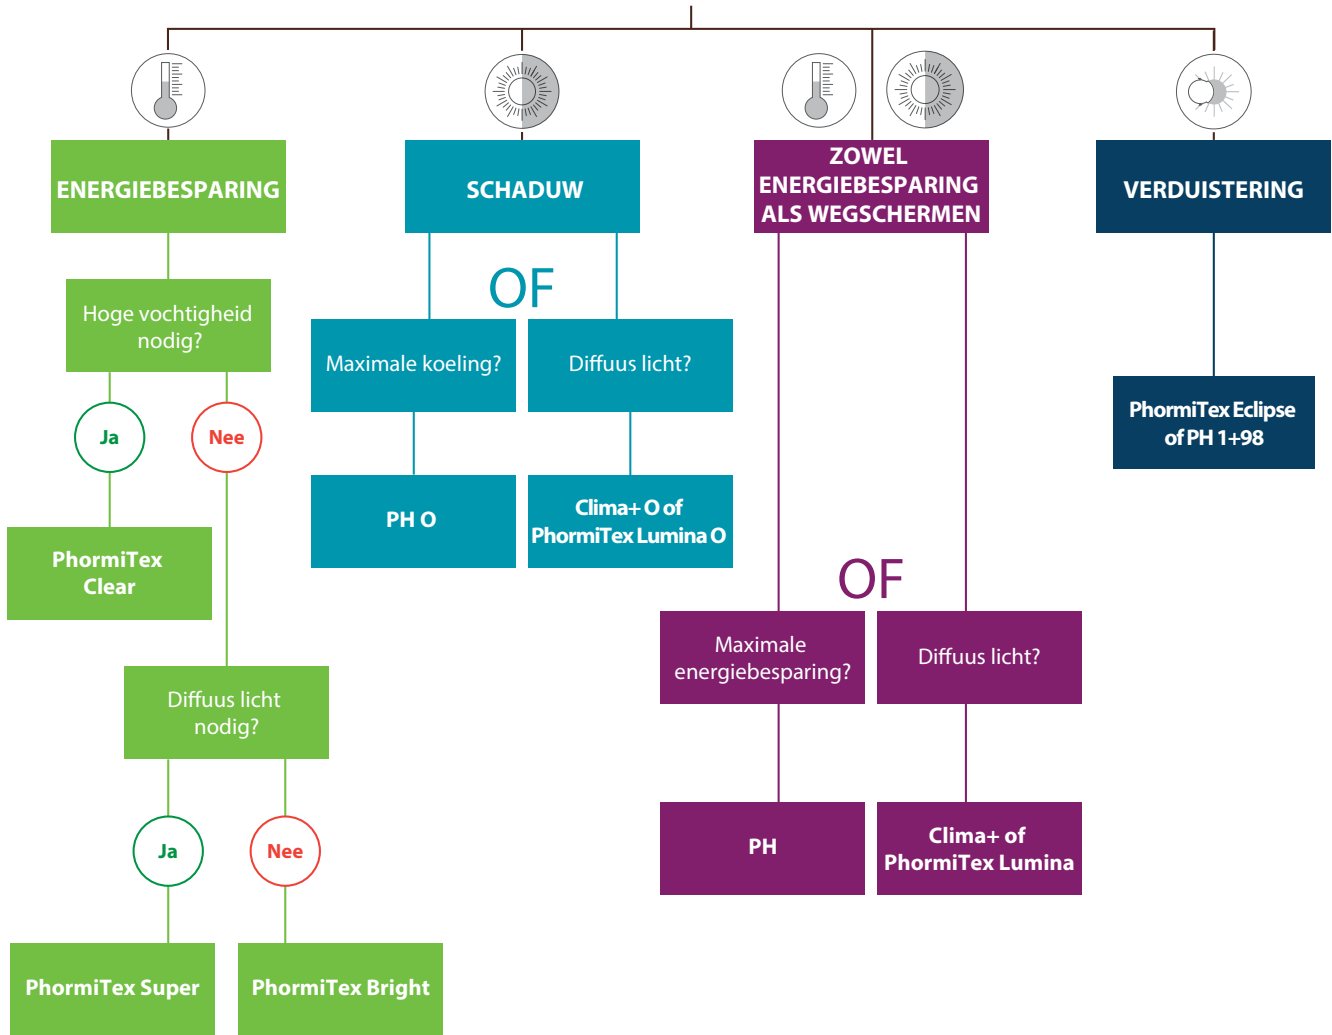 ENERGIEBESPARING
Hoge vochtigheid
nodig?
Ja
Nee
PhormiTex
Clear
Diffuus licht
nodig?
Ja
Nee
PhormiTex Super
PhormiTex Bright
SCHADUW
OF
Maximale koeling?
Diffuus licht?
PH O
Clima+ O of
PhormiTex Lumina O
ZOWEL
ENERGIEBESPARING
ALS WEGSCHERMEN
OF
Maximale
energiebesparing?
Diffuus licht?
PH
Clima+ of
PhormiTex Lumina
VERDUISTERING
PhormiTex Eclipse
of PH 1+98